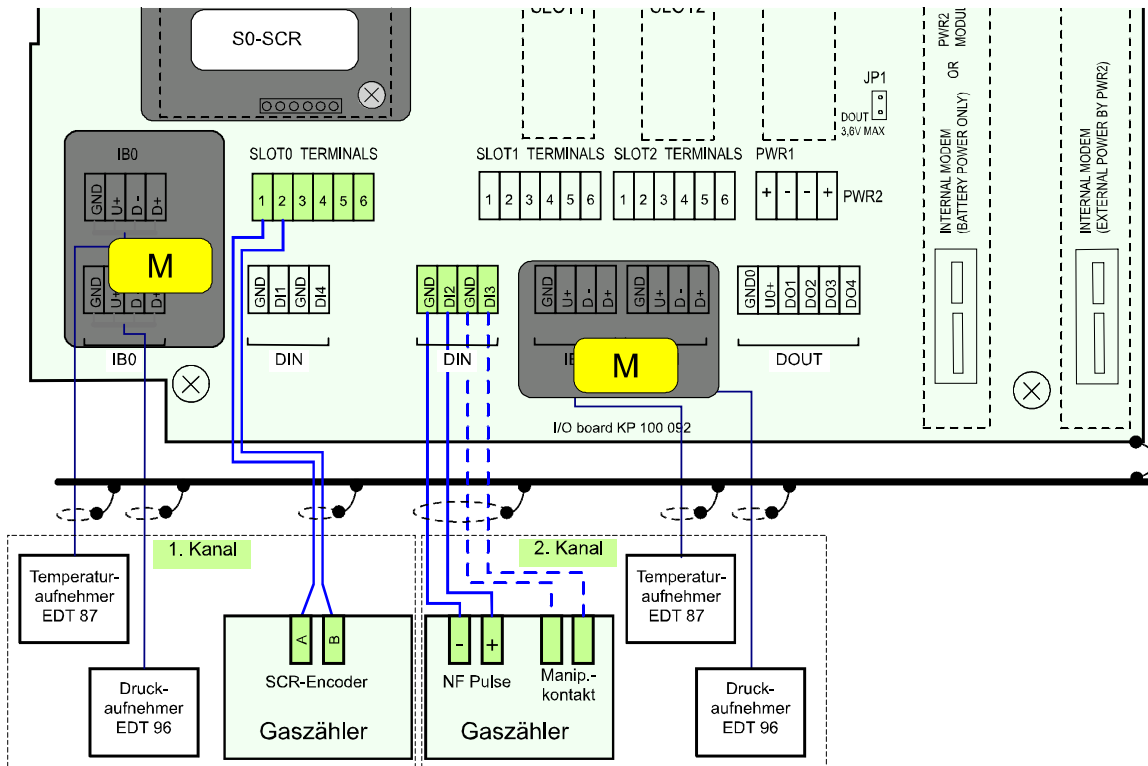 SLOT1
SLOT2
S0-SCR
PWR2
MODUL
OR
INTERNAL MODEM
(BATTERY POWER ONLY)
INTERNAL MODEM
(EXTERNAL POWER BY PWR2)
JP1
DOUT
3,6V MAX
IB0
SLOT0 TERMINALS
SLOT1 TERMINALS
SLOT2 TERMINALS
PWR1
GND U+ D- D+
1 2 3 4 5 6
1 2 3 4 5 6
1 2 3 4 5 6
+ - - +
PWR2
M
GND U+ D- D+
GND DI1 GND DI4
GND DI2 GND DI3
GND U+ D- D+
GND U+ D- D+
GND0 U0+ DO1 DO2 DO3 DO4
IB0
DIN
DIN
M
DOUT
I/O board KP 100 092
1. Kanal
2. Kanal
Temperatur-
aufnehmer
EDT 87
A B
SCR-Encoder
Gaszähler
Druck-
aufnehmer
EDT 96
- +
NF Pulse
Manip.-
kontakt
Gaszähler
Temperatur-
aufnehmer
EDT 87
Druck-
aufnehmer
EDT 96